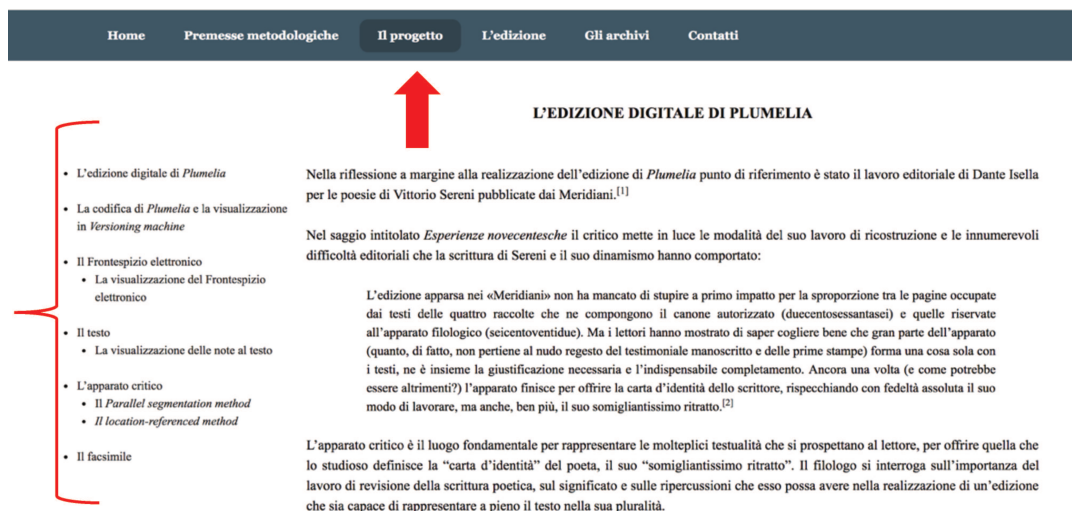 Home Premesse metodologiche Il progetto L'edizione Gli archivi Contatti
L'EDIZIONE DIGITALE DI PLUMELIA
• L'edizione digitale di Plumelia
• La codifica di Plumelia e la visualizzazione
in Versioning machine
• Il Frontespizio elettronico
• La visualizzazione del Frontespizio
elettronico
• Il testo
• La visualizzazione delle note al testo
• L'apparato critico
• Il Parallel segmentation method
• Il location-referenced method
• Il facsimile
Nella riflessione a margine alla realizzazione dell'edizione di Plumelia punto di riferimento è stato il lavoro editoriale di Dante Isella
per le poesie di Vittorio Sereni pubblicate dai Meridiani.[1]
Nel saggio intitolato Esperienze novecentesche il critico mette in luce le modalità del suo lavoro di ricostruzione e le innumerevoli
difficoltà editoriali che la scrittura di Sereni e il suo dinamismo hanno comportato:
L'edizione apparsa nei «Meridiani» non ha mancato di stupire a primo impatto per la sproporzione tra le pagine occupate
dai testi delle quattro raccolte che ne compongono il canone autorizzato (duecentosessantasei) e quelle riservate
all'apparato filologico (seicentoventidue). Ma i lettori hanno mostrato di saper cogliere bene che gran parte dell'apparato
(quanto, di fatto, non pertiene al nudo regesto del testimoniale manoscritto e delle prime stampe) forma una cosa sola con
i testi, ne è insieme la giustificazione necessaria e l'indispensabile completamento. Ancora una volta (e come potrebbe
essere altrimenti?) l'apparato finisce per offrire la carta d'identità dello scrittore, rispecchiando con fedeltà assoluta il suo
modo di lavorare, ma anche, ben più, il suo somigliantissimo ritratto.[2]
L'apparato critico è il luogo fondamentale per rappresentare le molteplici testualità che si prospettano al lettore, per offrire quella che
lo studioso definisce la "carta d'identità" del poeta, il suo "somigliantissimo ritratto". Il filologo si interroga sull'importanza del
lavoro di revisione della scrittura poetica, sul significato e sulle ripercussioni che esso possa avere nella realizzazione di un'edizione
che sia capace di rappresentare a pieno il testo nella sua pluralità.